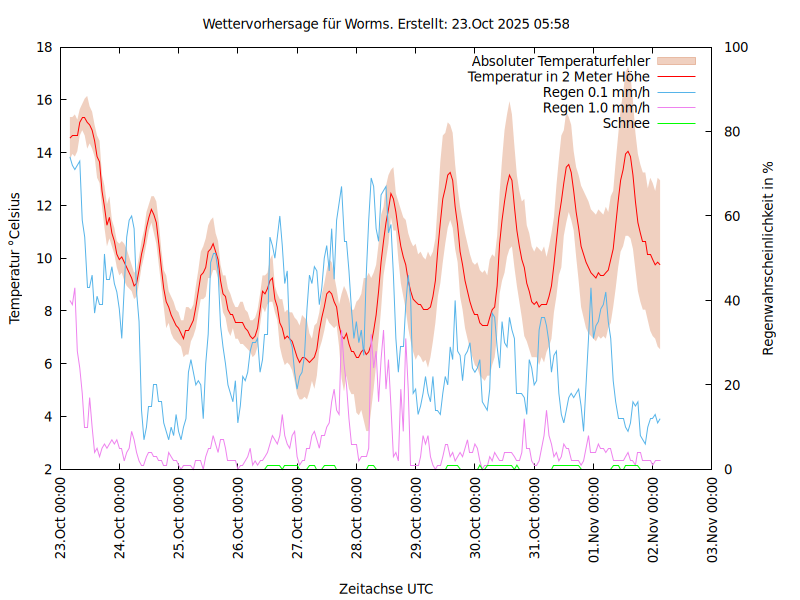 Wettervorhersage für Worms. Erstellt: 23.Oct 2025 05:58
Absoluter Temperaturfehler
Temperatur in 2 Meter Höhe
Regen 0.1 mm/h
Regen 1.0 mm/h
Schnee
Temperatur °Celsius
18
16
14
12
10
8
6
4
2
100
80
60
40
20
0
Regenwahrscheinlichkeit in %
23.Oct 00:00
24.Oct 00:00
25.Oct 00:00
26.Oct 00:00
27.Oct 00:00
28.Oct 00:00
29.Oct 00:00
30.Oct 00:00
31.Oct 00:00
01.Nov 00:00
02.Nov 00:00
03.Nov 00:00
Zeitachse UTC